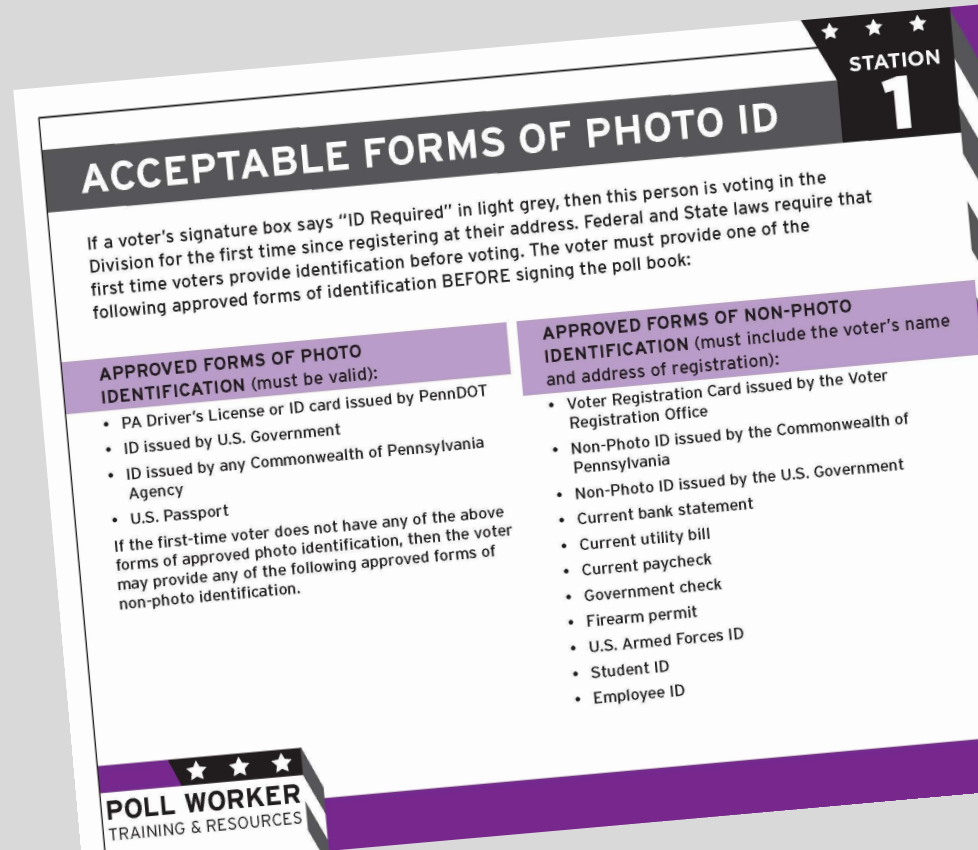 STATION
1
ACCEPTABLE FORMS OF PHOTO ID
If a voter's signature box says “ID Required” in light grey, then this person is voting in the
Division for the first time since registering at their address. Federal and State laws require that
first time voters provide identification before voting. The voter must provide one of the
following approved forms of identification BEFORE signing the poll book:
APPROVED FORMS OF PHOTO
IDENTIFICATION (must be valid):
• PA Driver's License or ID card issued by PennDOT
• ID issued by U.S. Government
• ID issued by any Commonwealth of Pennsylvania
Agency
• U.S. Passport
If the first-time voter does not have any of the above
forms of approved photo identification, then the voter
may provide any of the following approved forms of
non-photo identification.
APPROVED FORMS OF NON-PHOTO
IDENTIFICATION (must include the voter's name
and address of registration):
• Voter Registration Card issued by the Voter
Registration Office
• Non-Photo ID issued by the Commonwealth of
Pennsylvania
• Non-Photo ID issued by the U.S. Government
• Current bank statement
• Current utility bill
• Current paycheck
• Government check
• Firearm permit
• U.S. Armed Forces ID
• Student ID
• Employee ID
POLL WORKER
TRAINING & RESOURCES